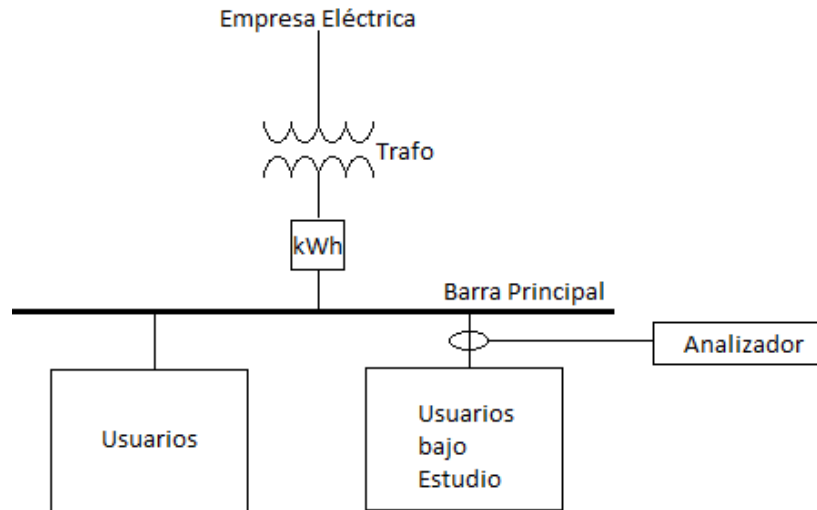 Empresa Eléctrica
Trafo
kWh
Barra Principal
Analizador
Usuarios
Usuarios
bajo
Estudio